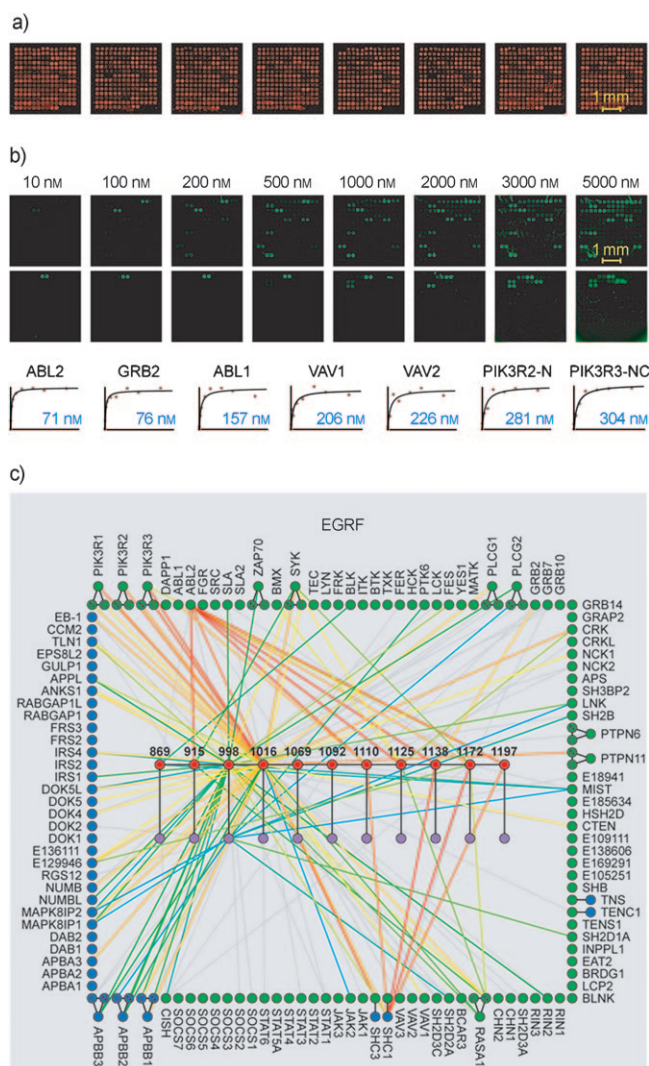 a)
1 mm
b)
10 nM 100 nM 200 nM 500 nM 1000 nM 2000 nM 3000 nM 5000 nM
1 mm
ABL2 GRB2 ABL1 VAV1 VAV2 PIK3R2-N PIK3R3-NC
71 nM 76 nM 157 nM 206 nM 226 nM 281 nM 304 nM
c)
EGRF
PIK3R1
PIK3R2
PIK3R3
DAPP1
ABL1
ABL2
FGR
SRC
SLA
SLA2
ZAP70
BMX
SYK
TEC
LYN
FRK
BLK
ITK
BTK
TXK
FER
HCK
PTK6
LCK
FES
YES1
MATK
PLCG1
PLCG2
GRB2
GRB7
GRB10
EB-1
CCM2
TLN1
EPS8L2
GULP1
APPL
ANKS1
RABGAP1L
RABGAP1
FRS3
FRS2
IRS4
IRS2
IRS1
DOK5L
DOK5
DOK4
DOK2
DOK1
E136111
E129946
RGS12
NUMB
NUMBL
MAPK8IP2
MAPK8IP1
DAB2
DAB1
APBA3
APBA2
APBA1
869 915 998 1016 1069 1092 1110 1125 1138 1172 1197
GRB14
GRAP2
CRK
CRKL
NCK1
NCK2
APS
SH3BP2
LNK
SH2B
PTPN6
PTPN11
E18941
MIST
E185634
HSH2D
CTEN
E109111
E138606
E169291
E105251
SHB
TNS
TENC1
TENS1
SH2D1A
INPPL1
EAT2
BRDG1
LCP2
BLNK
APBB3
APBB2
APBB1
CISH
SOCS7
SOCS6
SOCS5
SOCS4
SOCS3
SOCS2
SOCS1
STAT6
STAT5A
STAT4
STAT3
STAT2
STAT1
JAK3
JAK2
JAK1
SHC3
SHC1
VAV3
VAV2
VAV1
SH2D3C
SH2D2A
BCAR3
RASA1
CHN2
CHN1
SH2D3A
RIN3
RIN2
RIN1